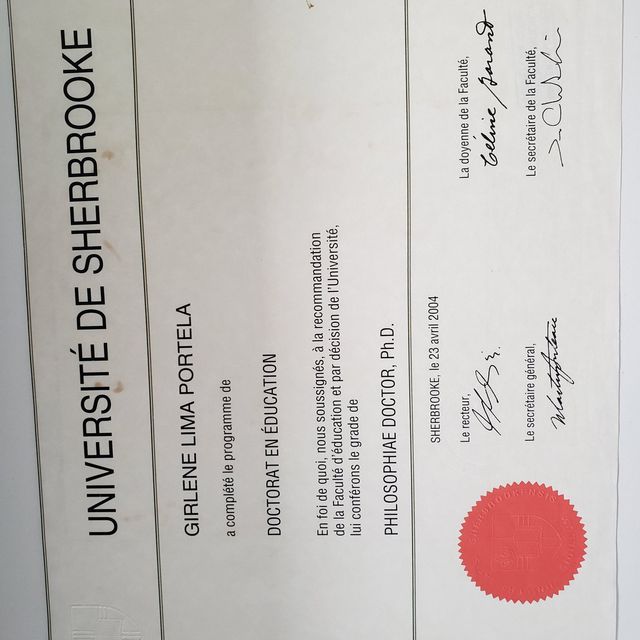 UNIVERSITÉ DE SHERBROOKE
GIRLENE LIMA PORTELA
a complété le programme de
DOCTORAT EN ÉDUCATION
En foi de quoi, nous soussignés, à la recommandation
de la Faculté d'éducation et par décision de l'Université,
lui conférons le grade de
PHILOSOPHIAE DOCTOR, Ph.D.
SHERBROOKE, le 23 avril 2004
Le recteur,
La doyenne de la Faculté,
Céline Garant
Le secrétaire général,
Le secrétaire de la Faculté,